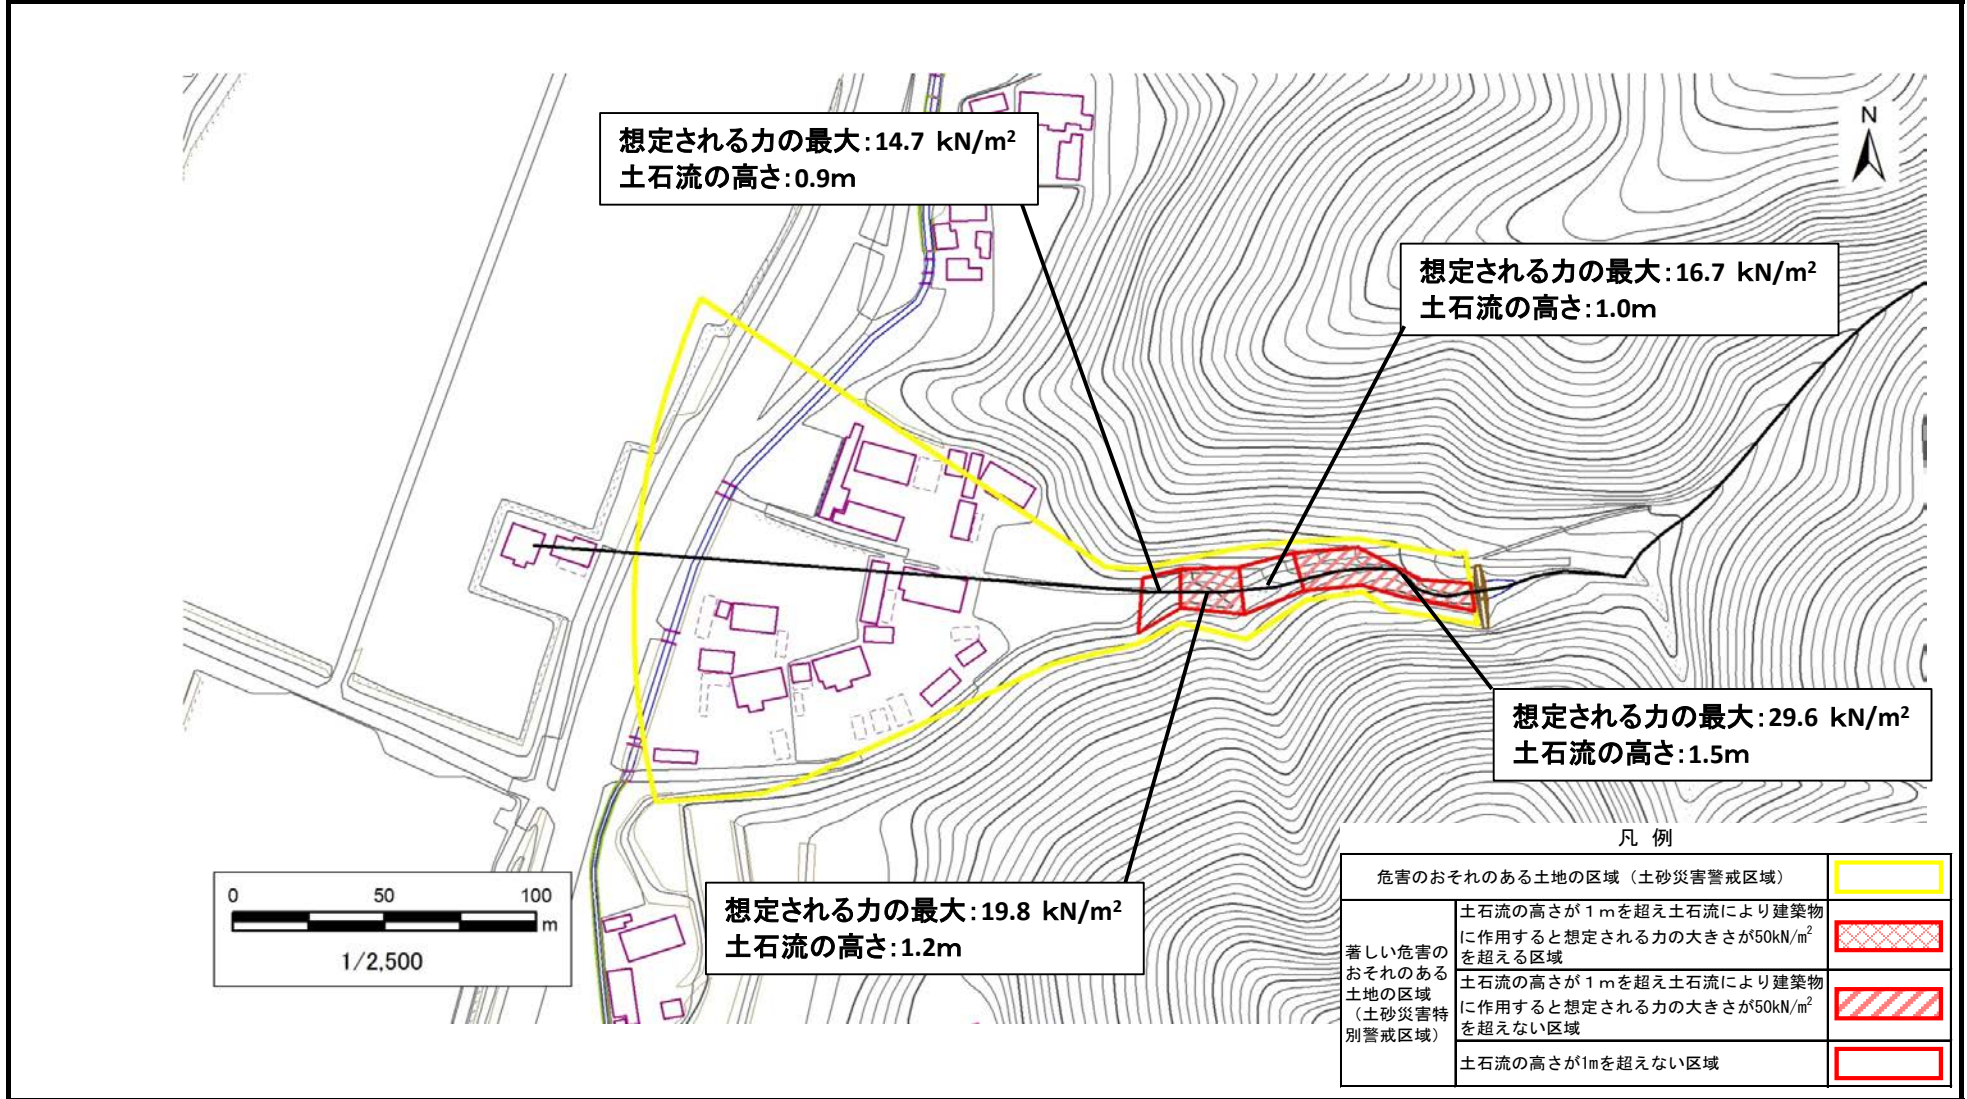 想定される力の最大:14.7 kN/m²
土石流の高さ:0.9m
N
想定される力の最大:16.7 kN/m²
土石流の高さ:1.0m
想定される力の最大:29.6 kN/m²
土石流の高さ:1.5m
想定される力の最大:19.8 kN/m²
土石流の高さ:1.2m
0 50 100
m
1/2,500
凡 例
危害のおそれのある土地の区域（土砂災害警戒区域）
著しい危害の
おそれのある
土地の区域
（土砂災害特
別警戒区域）
土石流の高さが１ｍを超え土石流により建築物
に作用すると想定される力の大きさが50kN/m²
を超える区域
土石流の高さが１ｍを超え土石流により建築物
に作用すると想定される力の大きさが50kN/m²
を超えない区域
土石流の高さが1mを超えない区域